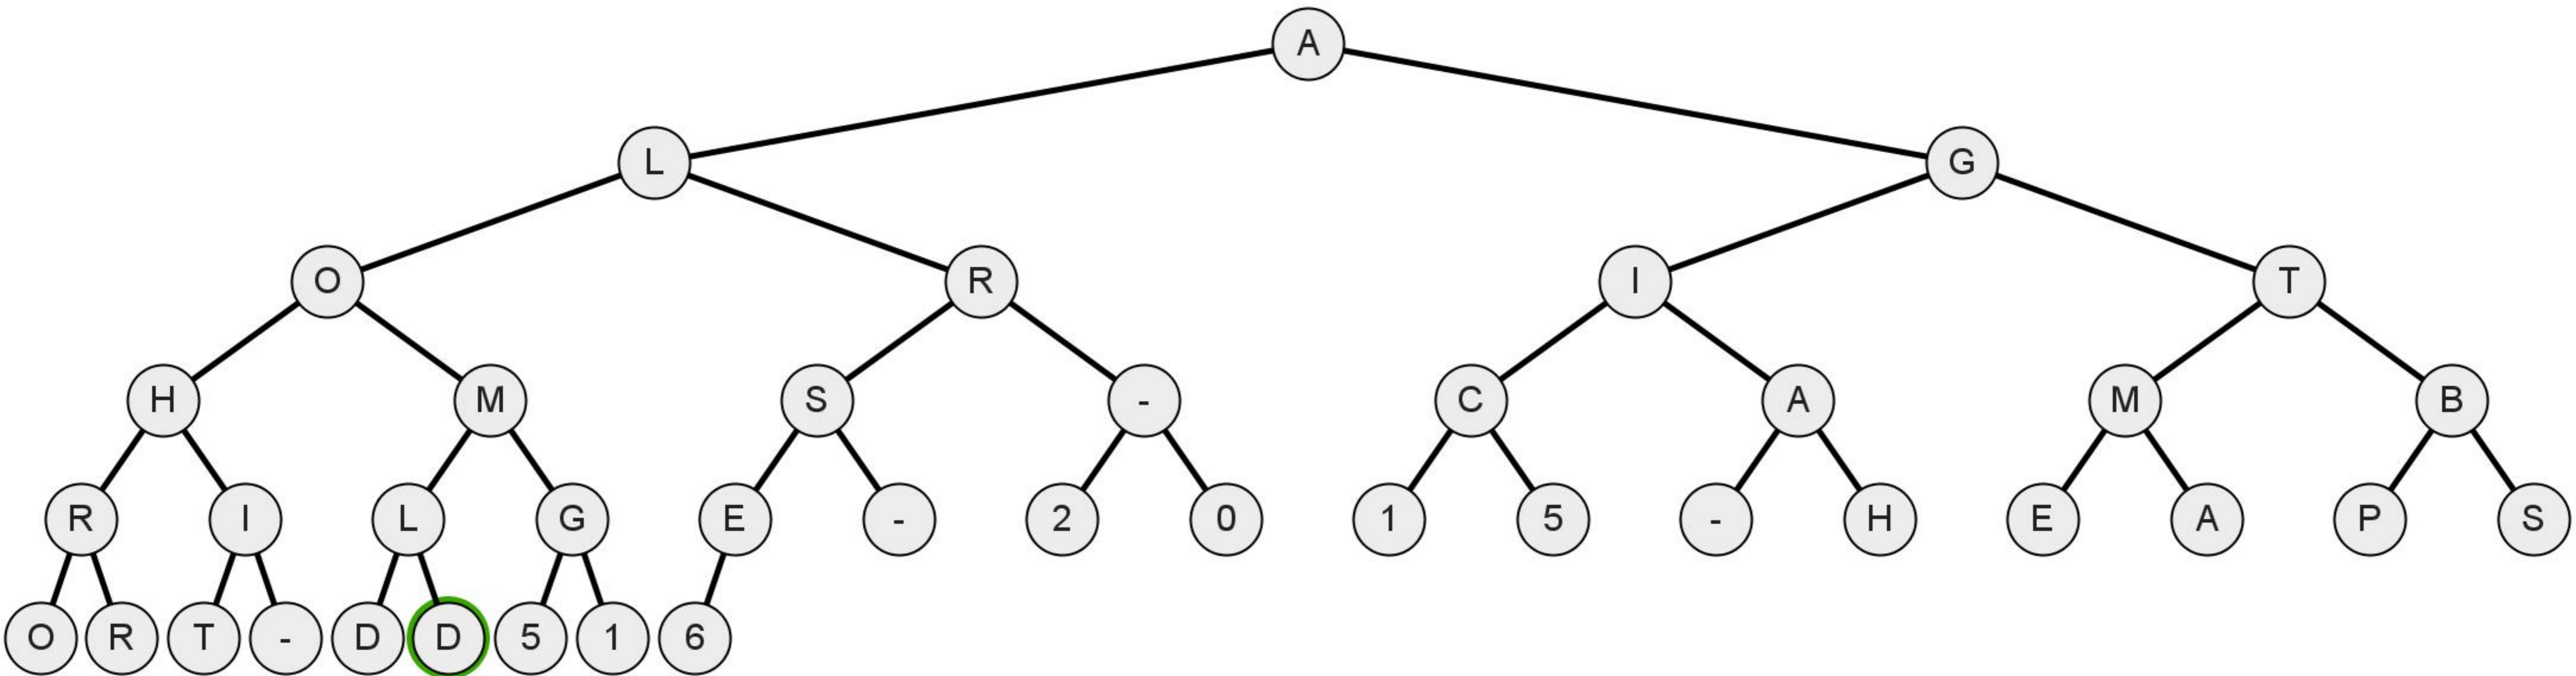 A
L G
O R I T
H M S - C A M B
R I L G E - 2 0 1 5 - H E A P S
O R T - D D 5 1 6